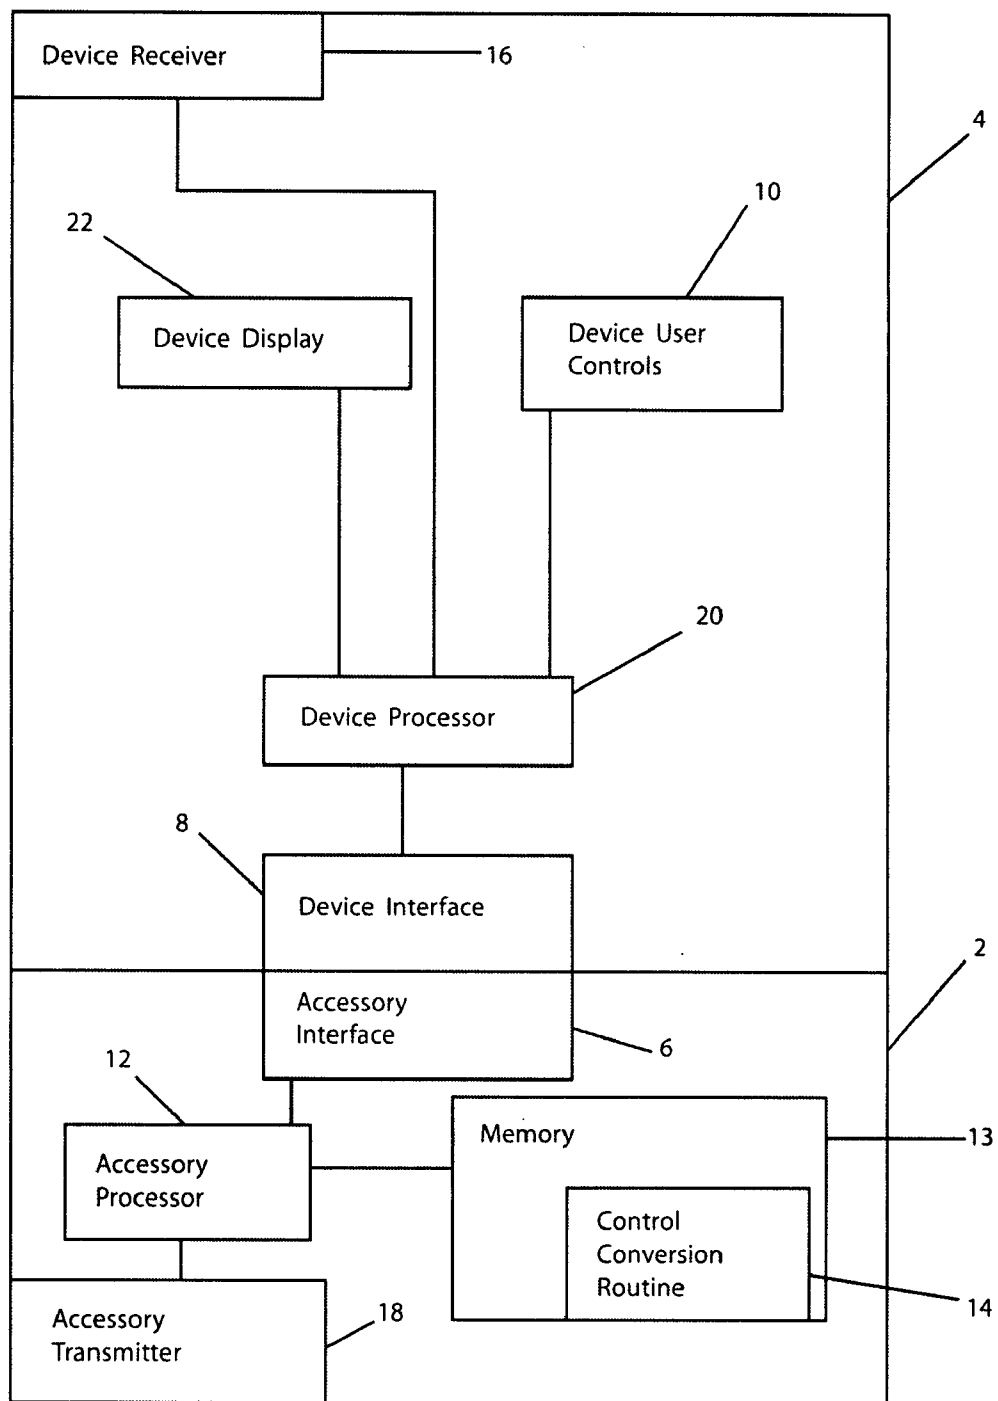 Device Receiver
16
4
10
22
Device Display
Device User
Controls
20
Device Processor
8
Device Interface
2
Accessory
Interface
6
12
Memory
13
Accessory
Processor
Control
Conversion
Routine
14
18
Accessory
Transmitter